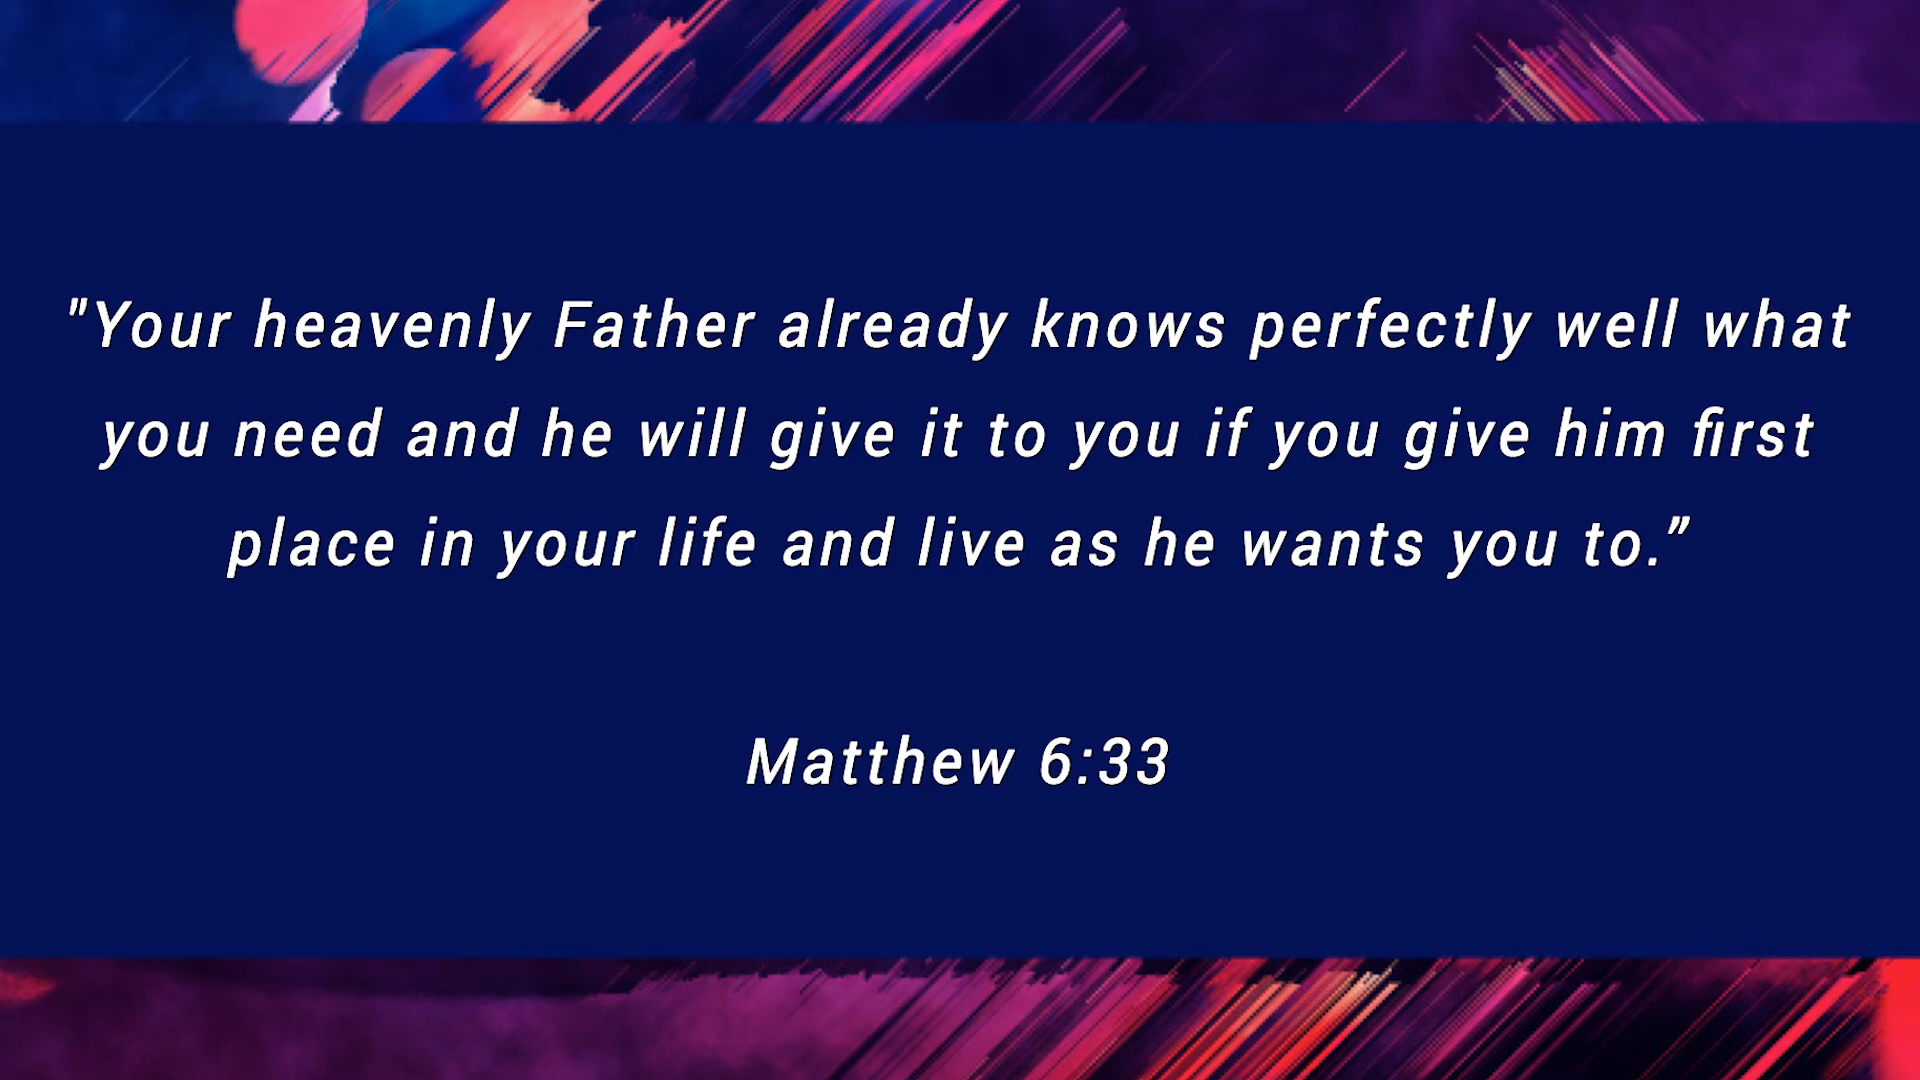 "Your heavenly Father already knows perfectly well what
you need and he will give it to you if you give him first
place in your life and live as he wants you to.”
Matthew 6:33